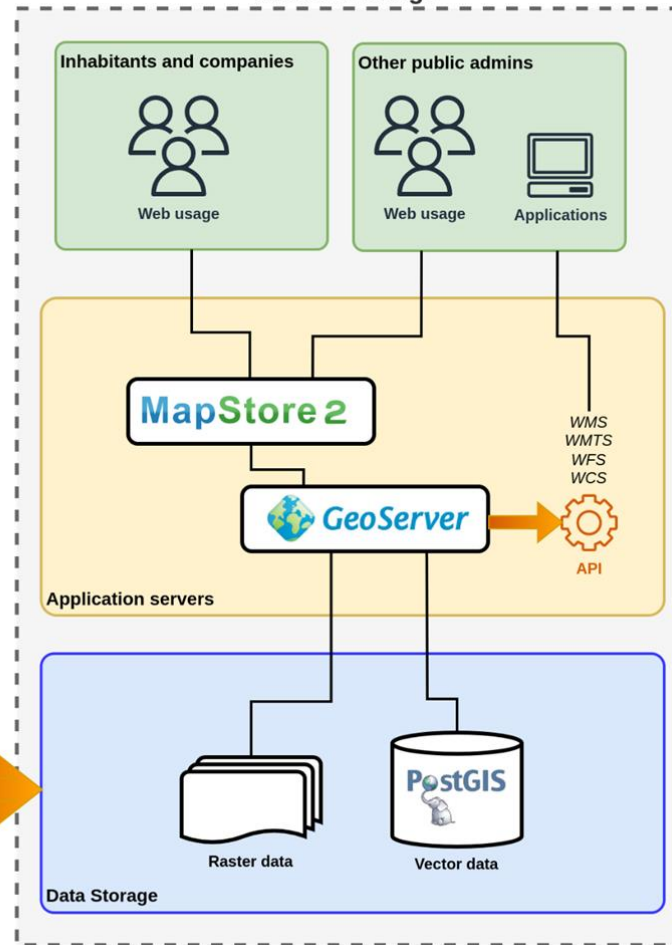 Inhabitants and companies
Web usage
Other public admins
Web usage
Applications
MapStore 2
WMS
WMTS
WFS
WCS
GeoServer
API
Application servers
PostGIS
Raster data
Vector data
Data Storage